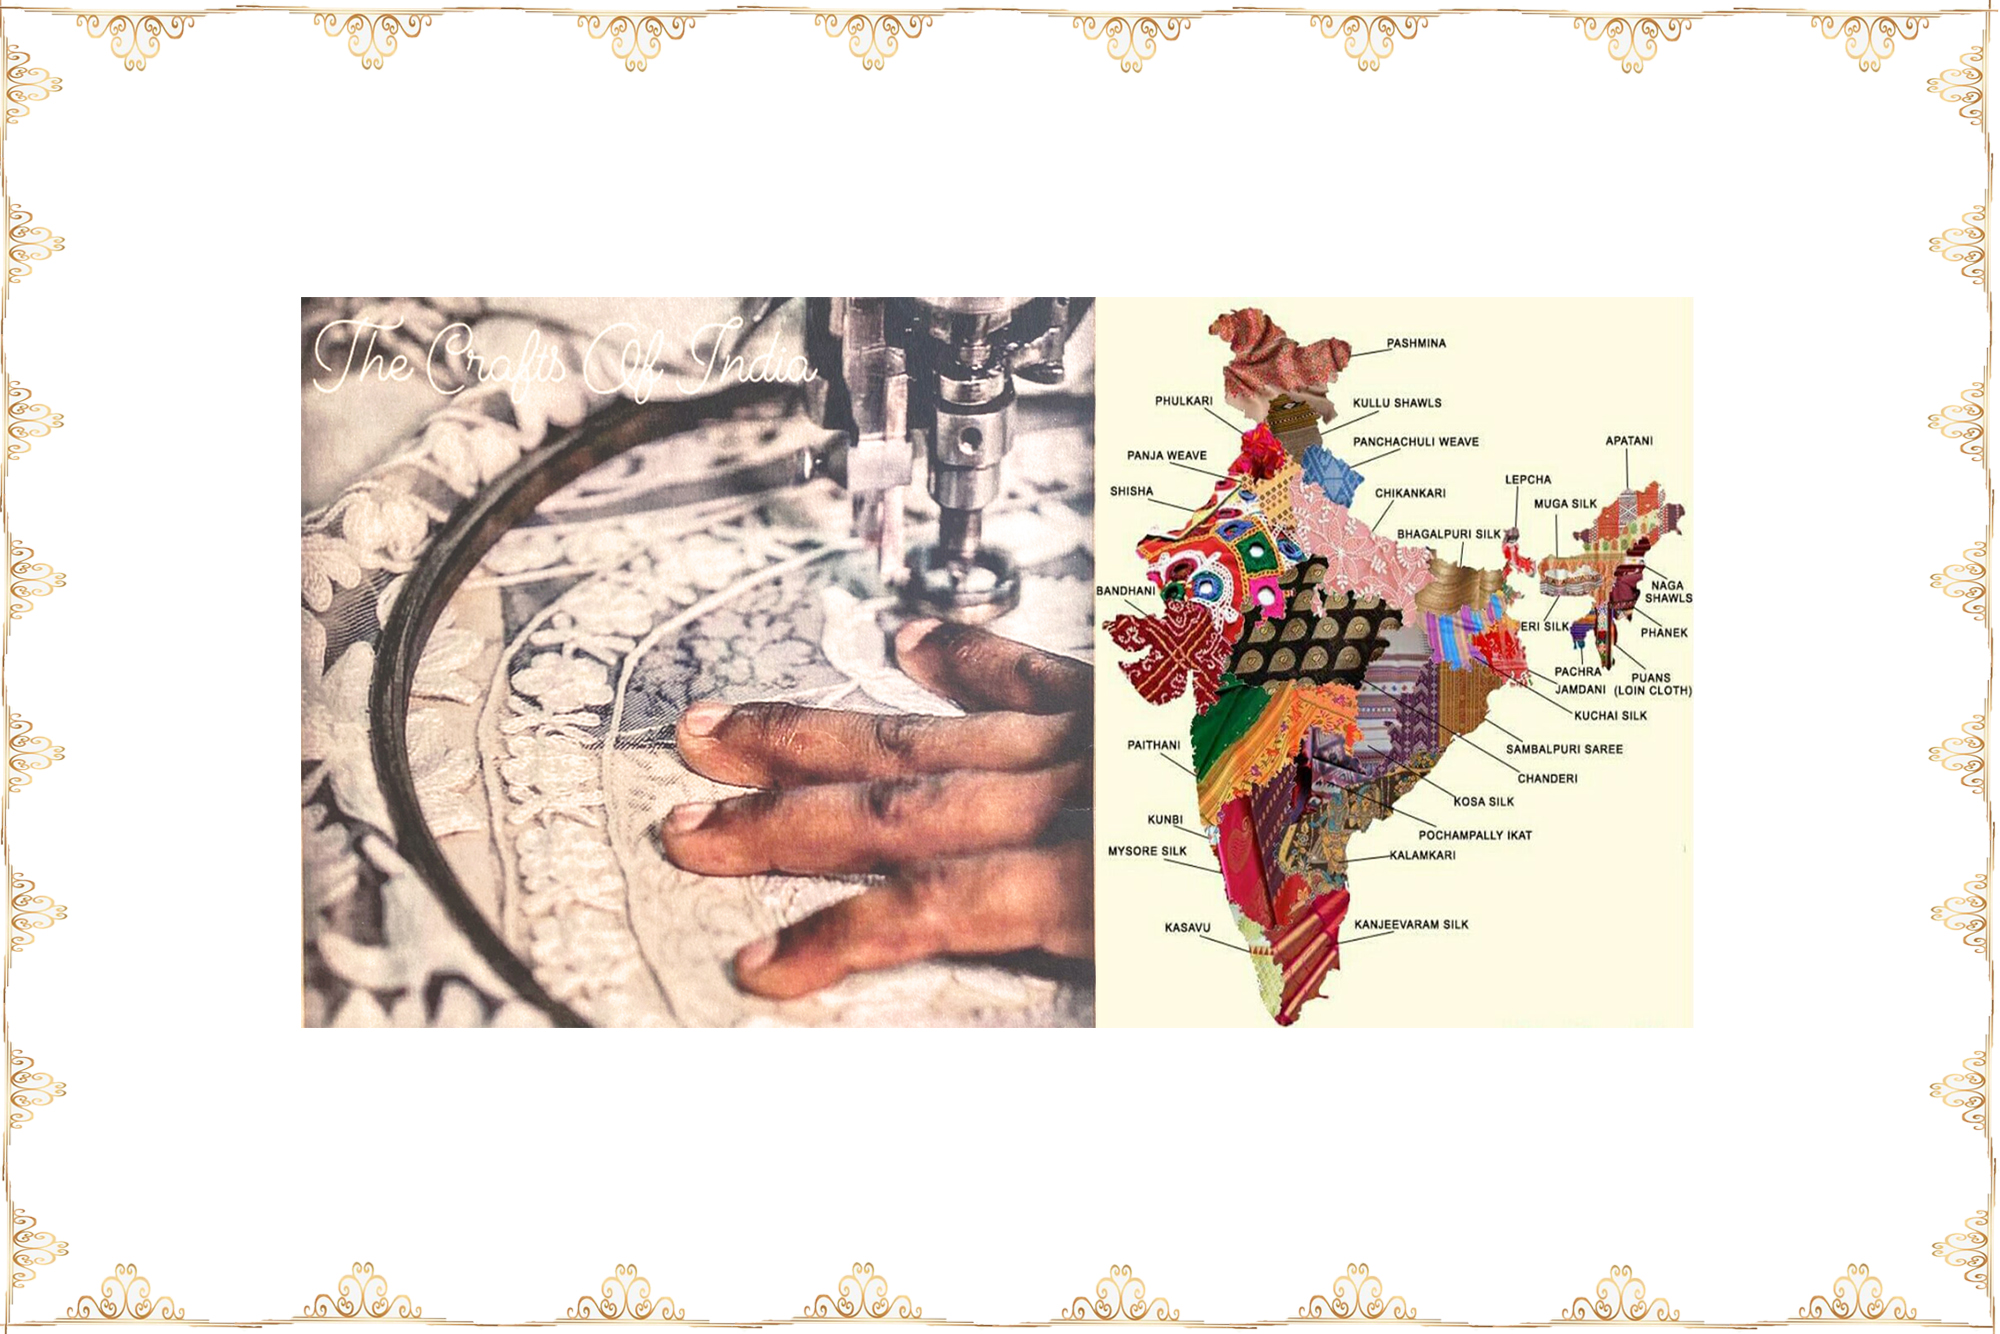 The Crafts Of India
PASHMINA
PHULKARI
KULLU SHAWLS
PANCHACHULI WEAVE
APATANI
PANJA WEAVE
LEPCHA
SHISHA
CHIKANKARI
MUGA SILK
BHAGALPURI SILK
BANDHANI
NAGA
SHAWLS
ERI SILK
PHANEK
PACHRA
PUANS
(LOIN CLOTH)
JAMDANI
KUCHAI SILK
PAITHANI
SAMBALPURI SAREE
CHANDERI
KOSA SILK
KUNBI
POCHAMPALLY IKAT
MYSORE SILK
KALAMKARI
KASAVU
KANJEEVARAM SILK